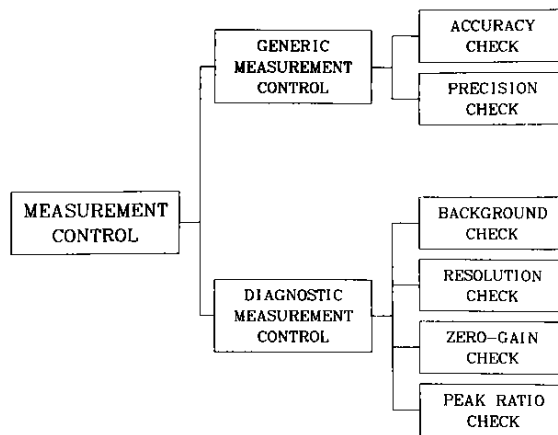 ACCURACY
CHECK
GENERIC
MEASUREMENT
CONTROL
PRECISION
CHECK
MEASUREMENT
CONTROL
BACKGROUND
CHECK
RESOLUTION
CHECK
DIAGNOSTIC
MEASUREMENT
CONTROL
ZERO-GAIN
CHECK
PEAK RATIO
CHECK